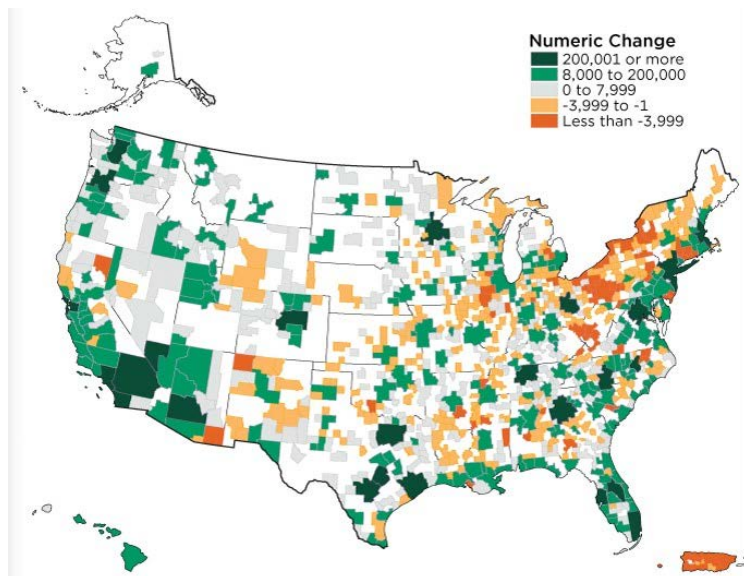 Numeric Change
200,001 or more
8,000 to 200,000
0 to 7,999
-3,999 to -1
Less than -3,999